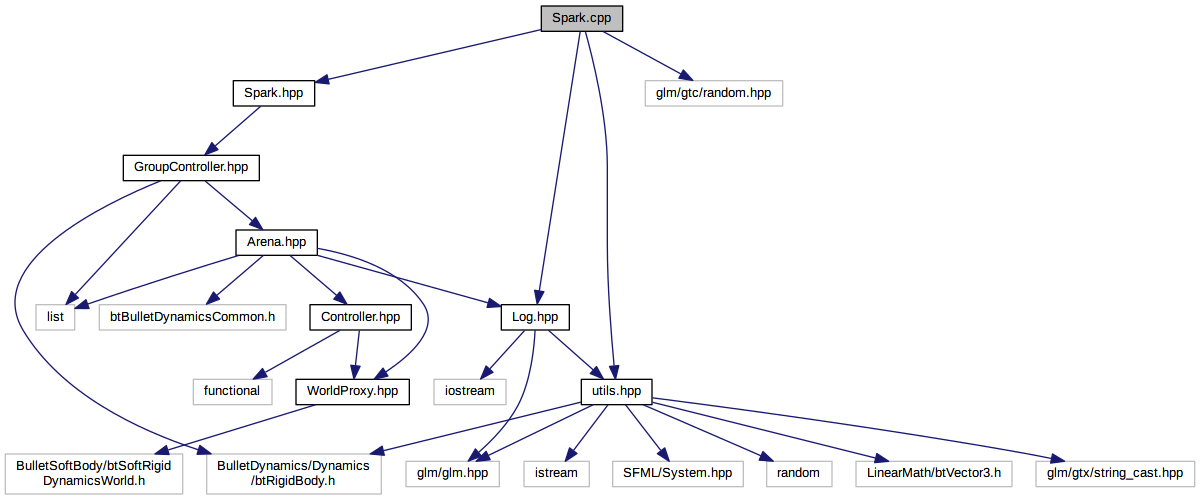 Spark.cpp
Spark.hpp
glm/gtc/random.hpp
GroupController.hpp
Arena.hpp
list
btBulletDynamicsCommon.h
Controller.hpp
Log.hpp
functional
WorldProxy.hpp
iostream
utils.hpp
BulletSoftBody/btSoftRigid
DynamicsWorld.h
BulletDynamics/Dynamics
/btRigidBody.h
glm/glm.hpp
istream
SFML/System.hpp
random
LinearMath/btVector3.h
glm/gtx/string_cast.hpp